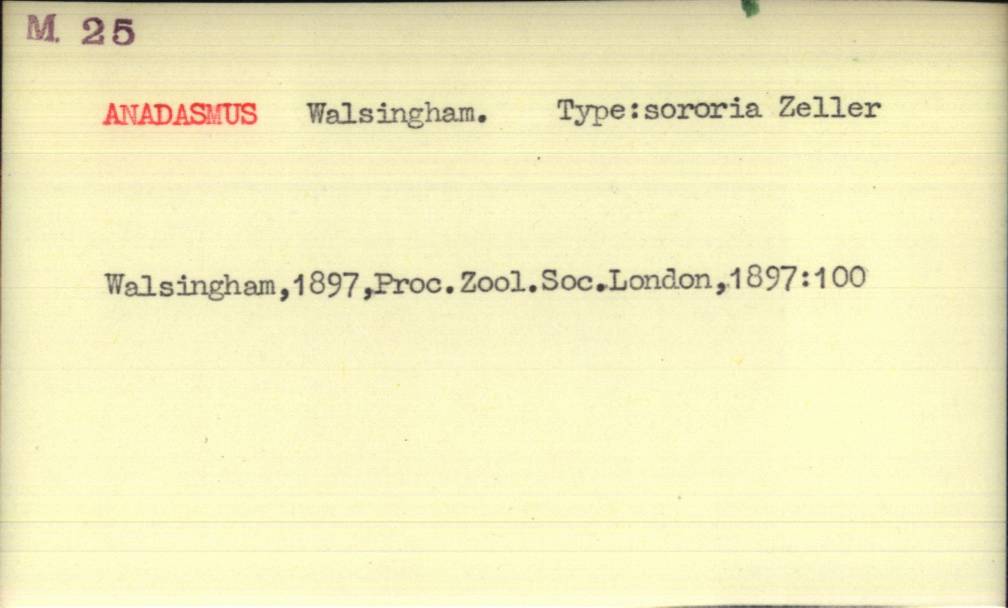 M. 25
ANADASMUS Walsingham. Type:sororia Zeller
Walsingham,1897,Proc.Zool.Soc.London,1897:100